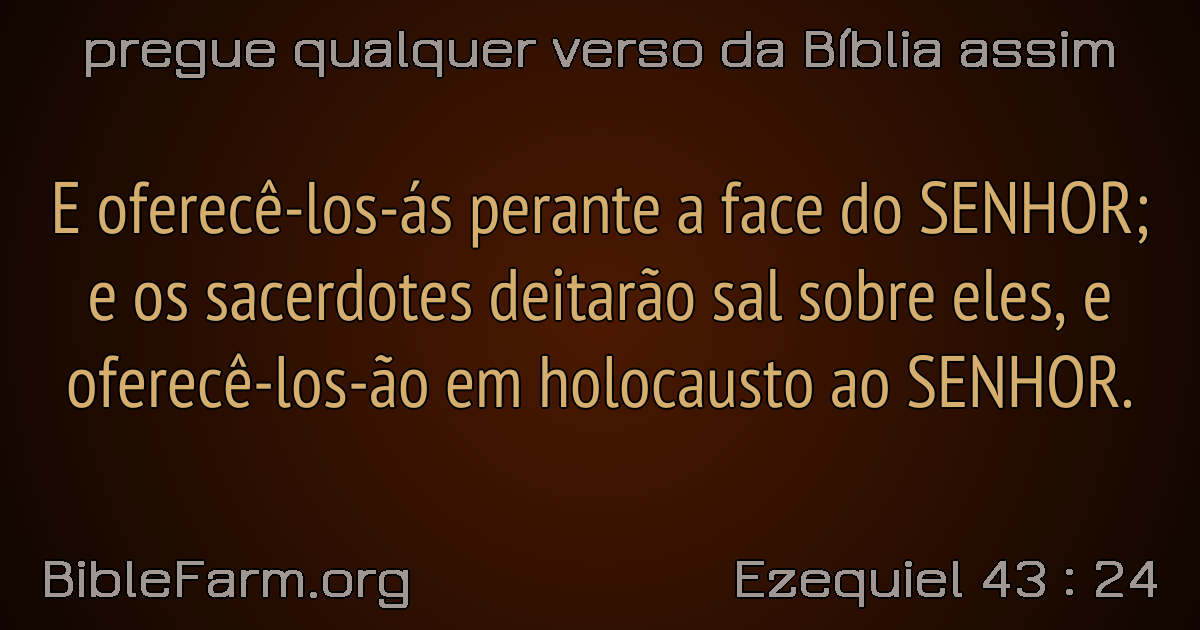 pregue qualquer verso da Bíblia assim
E oferecê-los-ás perante a face do SENHOR;
e os sacerdotes deitarão sal sobre eles, e
oferecê-los-ão em holocausto ao SENHOR.
BibleFarm.org
Ezequiel 43 : 24